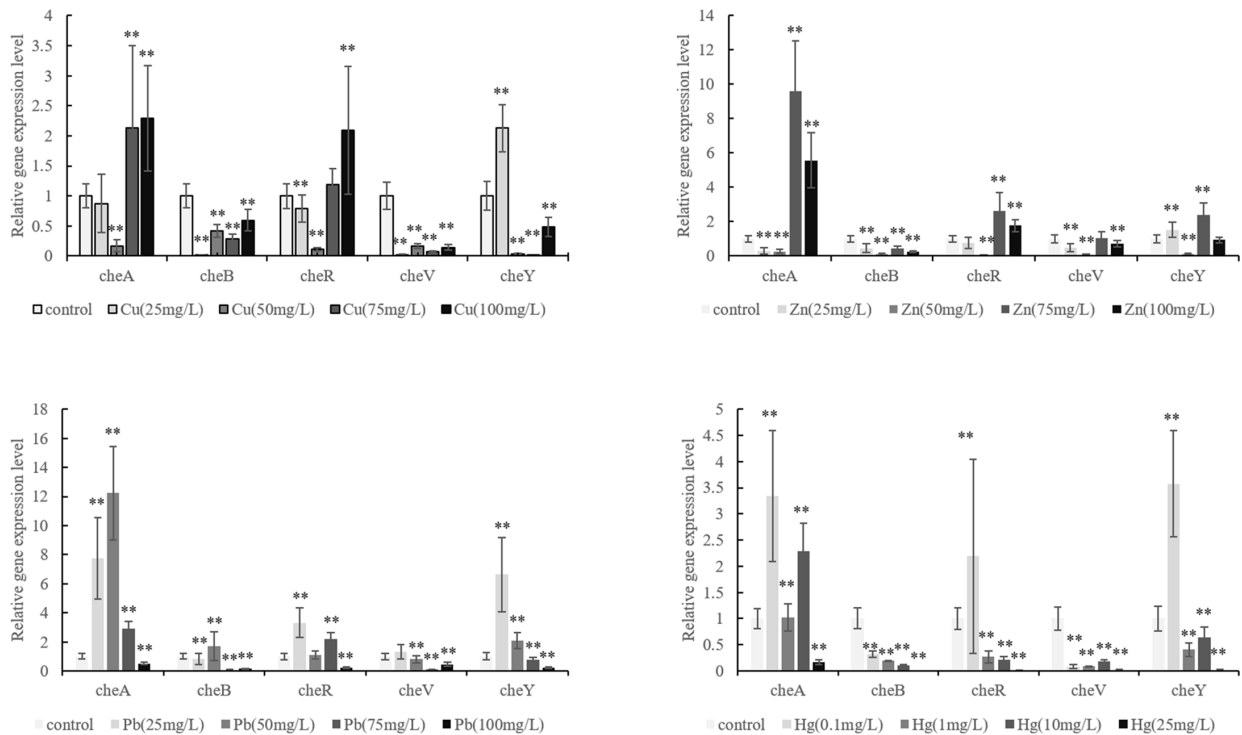 Relative gene expression level
4
3.5
3
2.5
2
1.5
1
0.5
0
** ** ** ** ** ** ** ** ** ** ** ** ** ** ** ** ** **
cheA cheB cheR cheV cheY
control Cu(25mg/L) Cu(50mg/L) Cu(75mg/L) Cu(100mg/L)
Relative gene expression level
14
12
10
8
6
4
2
0
**** ** ** ** ** ** ** ** ** ** ** ** ** ** ** **
cheA cheB cheR cheV cheY
control Zn(25mg/L) Zn(50mg/L) Zn(75mg/L) Zn(100mg/L)
Relative gene expression level
18
16
14
12
10
8
6
4
2
0
** ** ** ** ** ** ** ** ** ** ** ** ** ** ** ** ** **
cheA cheB cheR cheV cheY
control Pb(25mg/L) Pb(50mg/L) Pb(75mg/L) Pb(100mg/L)
Relative gene expression level
5
4.5
4
3.5
3
2.5
2
1.5
1
0.5
0
** ** ** ** ** ** ** ** ** ** ** ** ** ** ** ** ** ** ** **
cheA cheB cheR cheV cheY
control Hg(0.1mg/L) Hg(1mg/L) Hg(10mg/L) Hg(25mg/L)